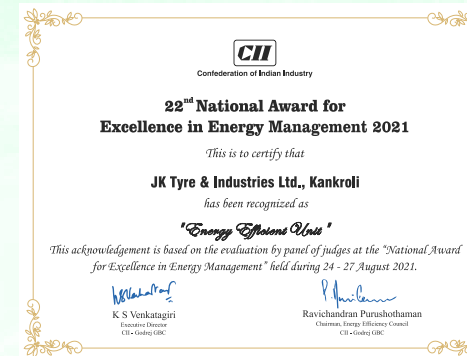 CII
Confederation of Indian Industry
22nd National Award for
Excellence in Energy Management 2021
This is to certify that
JK Tyre & Industries Ltd., Kankroli
has been recognized as
"Energy Efficient Unit"
This acknowledgement is based on the evaluation by panel of judges at the "National Award
for Excellence in Energy Management" held during 24 - 27 August 2021.
K S Venkatagiri
Executive Director
CII - Godrej GBC
Ravichandran Purushothaman
Chairman, Energy Efficiency Council
CII - Godrej GBC